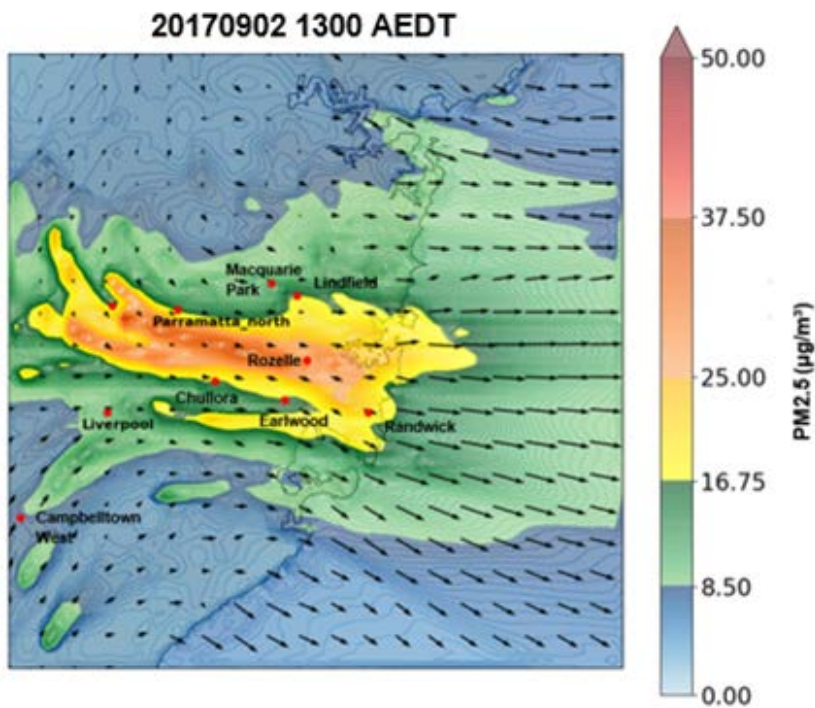 20170902 1300 AEDT
50.00
37.50
25.00
16.75
8.50
0.00
PM2.5 (µg/m³)
Macquarie
Park
Lindfield
Parramatta_north
Rozelle
Chullora
Earlwood
Liverpool
Randwick
Campbelltown
West